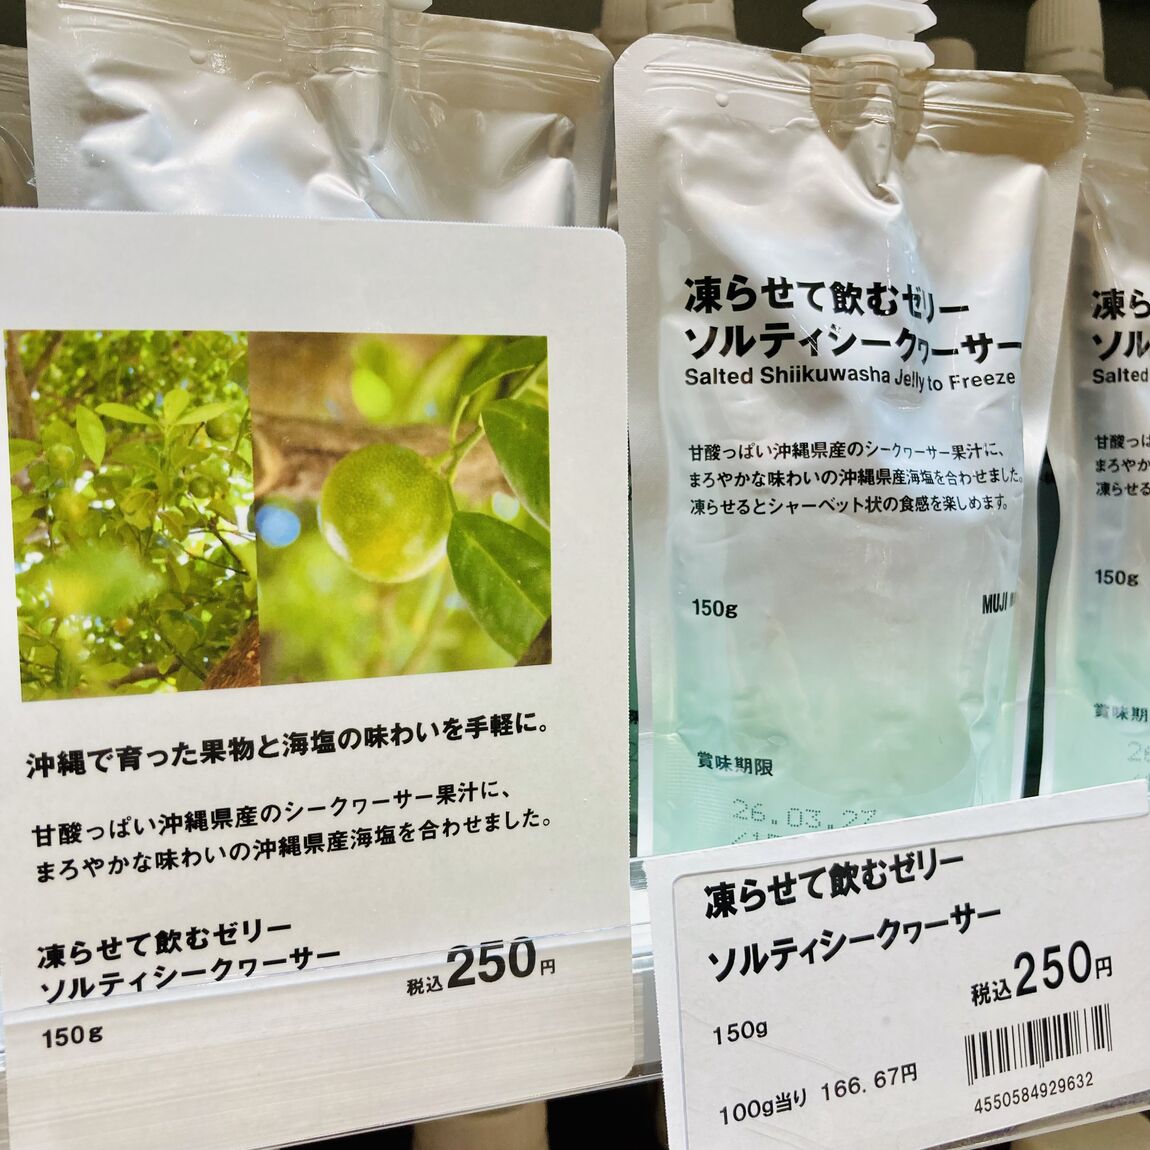 沖縄で育った果物と海塩の味わいを手軽に。
甘酸っぱい沖縄県産のシークヮーサー果汁に、
まろやかな味わいの沖縄県産海塩を合わせました。
凍らせて飲むゼリー
ソルティシークヮーサー
税込250円
150g
凍らせて飲むゼリー
ソルティシークヮーサー
Salted Shiikuwasha Jelly to Freeze
甘酸っぱい沖縄県産のシークヮーサー果汁に、
まろやかな味わいの沖縄県産海塩を合わせました。
凍らせるとシャーベット状の食感を楽しめます。
150g
MUJI
賞味期限
26.03.27
凍らせて飲むゼリー
ソルティシークヮーサー
税込250円
150g
100g当り 166.67円
4550584929632
凍ら
ソル
Salted
甘酸っぱ
まろやか
凍らせる
150g
賞味期